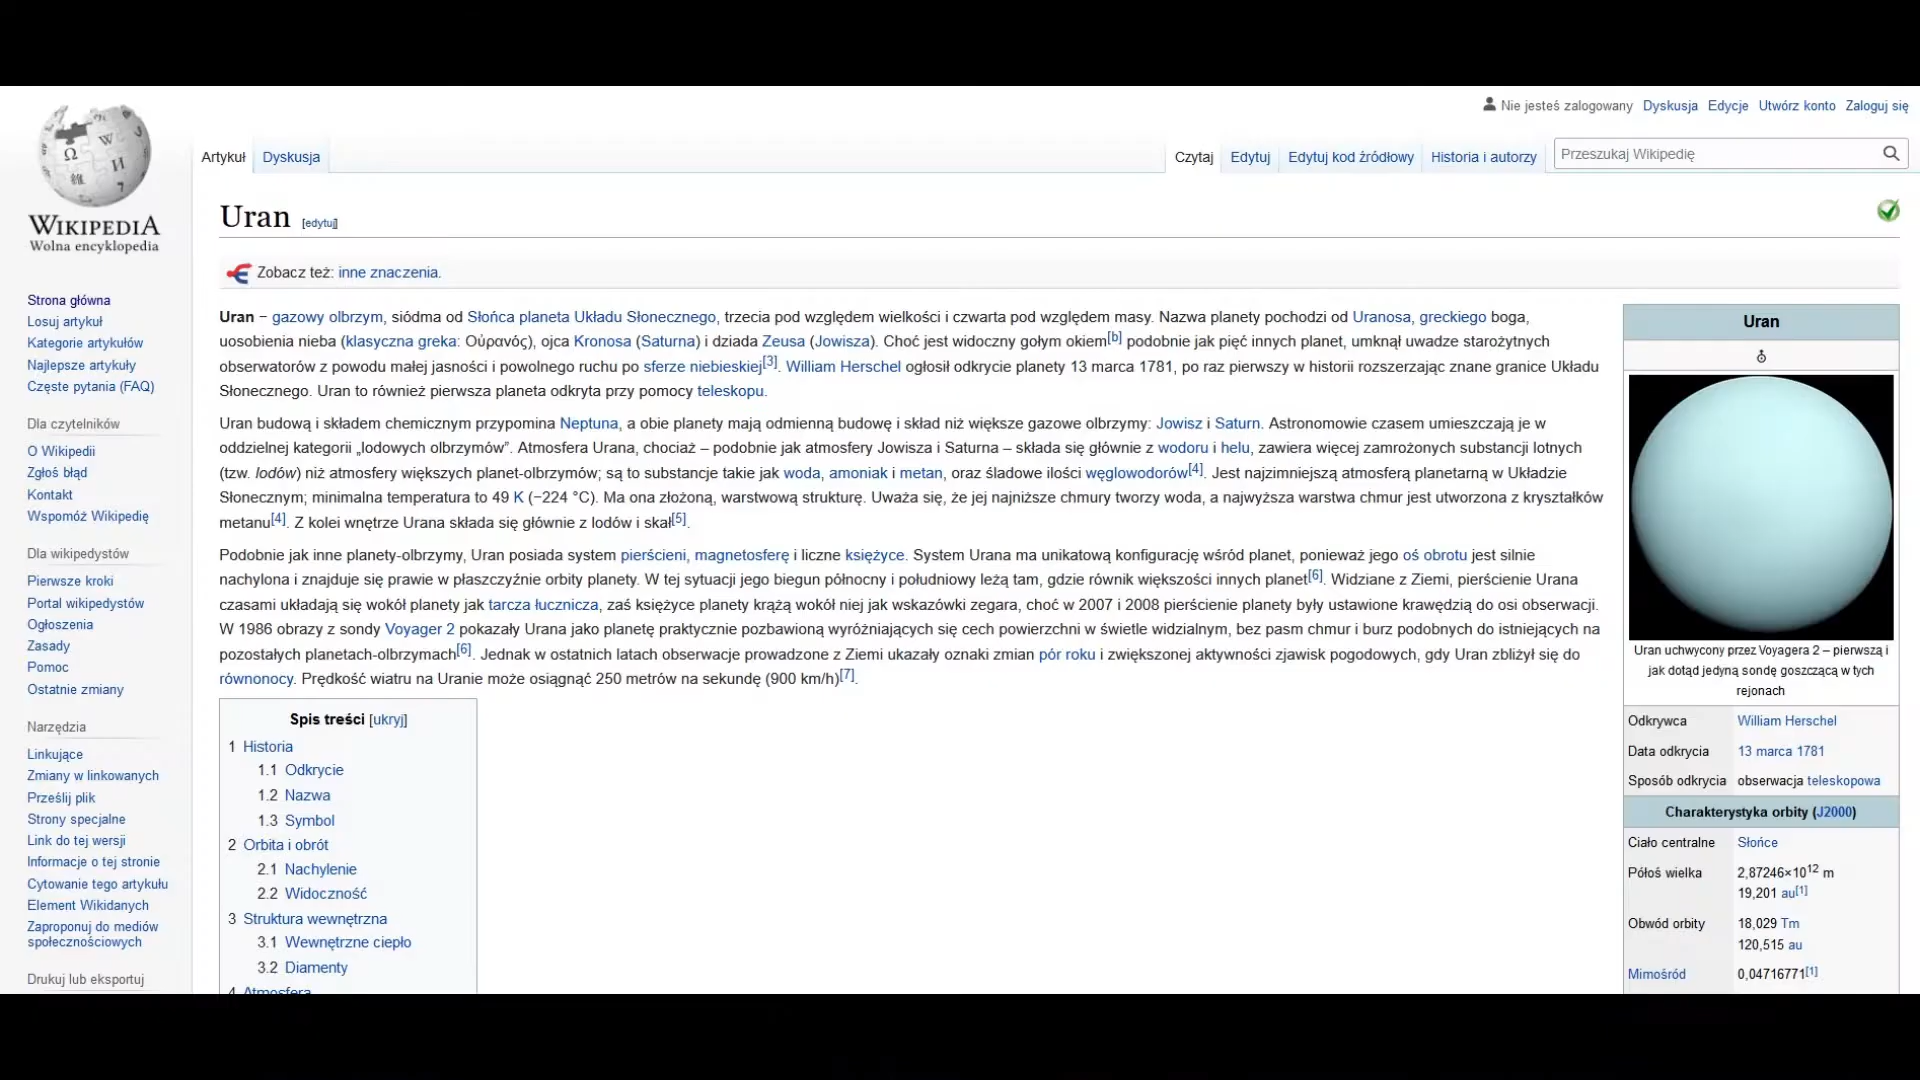 Nie jesteś zalogowany Dyskusja Edycje Utwórz konto Zaloguj się
Artykuł Dyskusja Czytaj Edytuj Edytuj kod źródłowy Historia i autorzy Przeszukaj Wikipedię
WIKIPEDIA
Wolna encyklopedia
Strona główna
Losuj artykuł
Kategorie artykułów
Najlepsze artykuły
Częste pytania (FAQ)
Dla czytelników
O Wikipedii
Zgłoś błąd
Kontakt
Wspomóż Wikipedię
Dla wikipedystów
Pierwsze kroki
Portal wikipedystów
Ogłoszenia
Zasady
Pomoc
Ostatnie zmiany
Narzędzia
Linkujące
Zmiany w linkowanych
Prześlij plik
Strony specjalne
Link do tej wersji
Informacje o tej stronie
Cytowanie tego artykułu
Element Wikidanych
Zaproponuj do mediów
społecznościowych
Drukuj lub eksportuj
Uran [edytuj]
Zobacz też: inne znaczenia.
Uran – gazowy olbrzym, siódma od Słońca planeta Układu Słonecznego, trzecia pod względem wielkości i czwarta pod względem masy. Nazwa planety pochodzi od Uranosa, greckiego boga,
uosobienia nieba (klasyczna greka: Οὐρανός), ojca Kronosa (Saturna) i dziada Zeusa (Jowisza). Choć jest widoczny gołym okiem[b] podobnie jak pięć innych planet, umknął uwadze starożytnych
obserwatorów z powodu małej jasności i powolnego ruchu po sferze niebieskiej[3]. William Herschel ogłosił odkrycie planety 13 marca 1781, po raz pierwszy w historii rozszerzając znane granice Układu
Słonecznego. Uran to również pierwsza planeta odkryta przy pomocy teleskopu.
Uran budową i składem chemicznym przypomina Neptuna, a obie planety mają odmienną budowę i skład niż większe gazowe olbrzymy: Jowisz i Saturn. Astronomowie czasem umieszczają je w
oddzielnej kategorii „lodowych olbrzymów”. Atmosfera Urana, chociaż – podobnie jak atmosfery Jowisza i Saturna – składa się głównie z wodoru i helu, zawiera więcej zamrożonych substancji lotnych
(tzw. lodów) niż atmosfery większych planet-olbrzymów; są to substancje takie jak woda, amoniak i metan, oraz śladowe ilości węglowodorów[4]. Jest najzimniejszą atmosferą planetarną w Układzie
Słonecznym; minimalna temperatura to 49 K (−224 °C). Ma ona złożoną, warstwową strukturę. Uważa się, że jej najniższe chmury tworzy woda, a najwyższa warstwa chmur jest utworzona z kryształków
metanu[4]. Z kolei wnętrze Urana składa się głównie z lodów i skał[5].
Podobnie jak inne planety-olbrzymy, Uran posiada system pierścieni, magnetosferę i liczne księżyce. System Urana ma unikatową konfigurację wśród planet, ponieważ jego oś obrotu jest silnie
nachylona i znajduje się prawie w płaszczyźnie orbity planety. W tej sytuacji jego biegun północny i południowy leżą tam, gdzie równik większości innych planet[6]. Widziane z Ziemi, pierścienie Urana
czasami układają się wokół planety jak tarcza łucznicza, zaś księżyce planety krążą wokół niej jak wskazówki zegara, choć w 2007 i 2008 pierścienie planety były ustawione krawędzią do osi obserwacji.
W 1986 obrazy z sondy Voyager 2 pokazały Urana jako planetę praktycznie pozbawioną wyróżniających się cech powierzchni w świetle widzialnym, bez pasm chmur i burz podobnych do istniejących na
pozostałych planetach-olbrzymach[6]. Jednak w ostatnich latach obserwacje prowadzone z Ziemi ukazały oznaki zmian pór roku i zwiększonej aktywności zjawisk pogodowych, gdy Uran zbliżył się do
równonocy. Prędkość wiatru na Uranie może osiągnąć 250 metrów na sekundę (900 km/h)[7].
Spis treści [ukryj]
1 Historia
1.1 Odkrycie
1.2 Nazwa
1.3 Symbol
2 Orbita i obrót
2.1 Nachylenie
2.2 Widoczność
3 Struktura wewnętrzna
3.1 Wewnętrzne ciepło
3.2 Diamenty
4 Atmosfera
Uran
Uran uchwycony przez Voyagera 2 – pierwszą i
jak dotąd jedyną sondę goszczącą w tych
rejonach
Odkrywca William Herschel
Data odkrycia 13 marca 1781
Sposób odkrycia obserwacja teleskopowa
Charakterystyka orbity (J2000)
Ciało centralne Słońce
Półoś wielka 2,87246×10¹² m
19,201 au[1]
Obwód orbity 18,029 Tm
120,515 au
Mimośród 0,04716771[1]